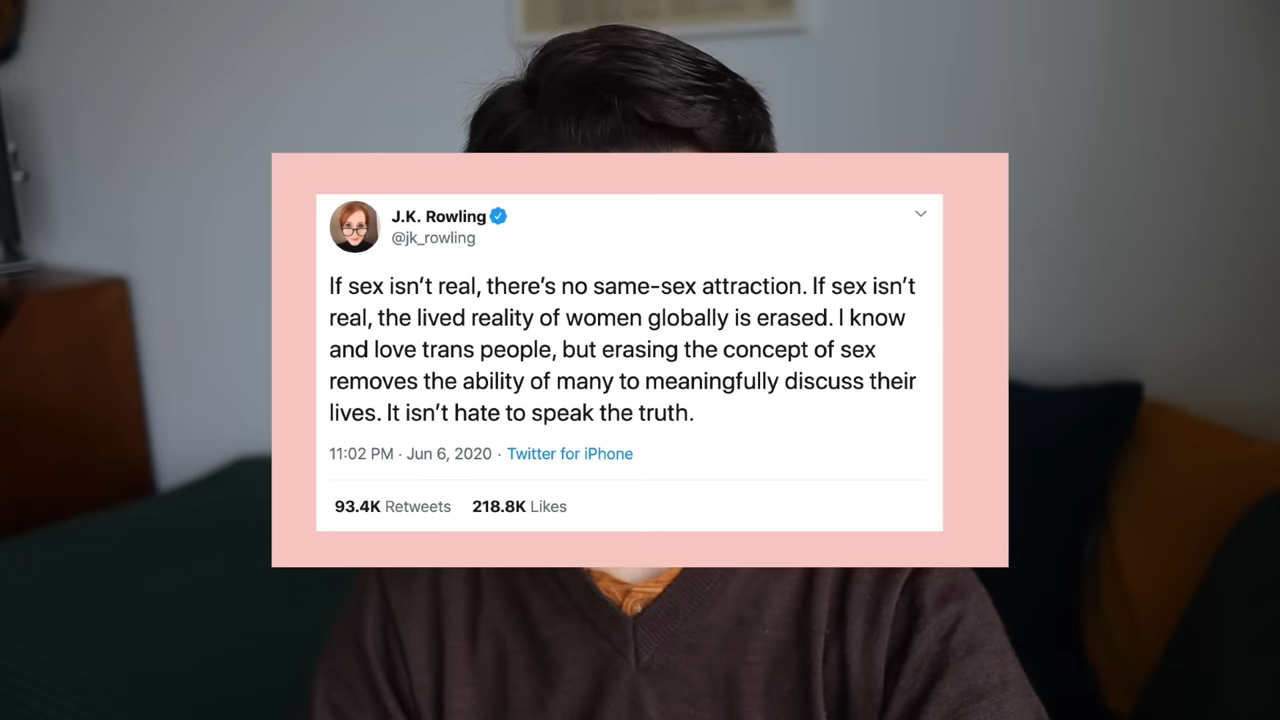 J.K. Rowling
@jk_rowling
If sex isn’t real, there’s no same-sex attraction. If sex isn’t
real, the lived reality of women globally is erased. I know
and love trans people, but erasing the concept of sex
removes the ability of many to meaningfully discuss their
lives. It isn’t hate to speak the truth.
11:02 PM · Jun 6, 2020 · Twitter for iPhone
93.4K Retweets 218.8K Likes